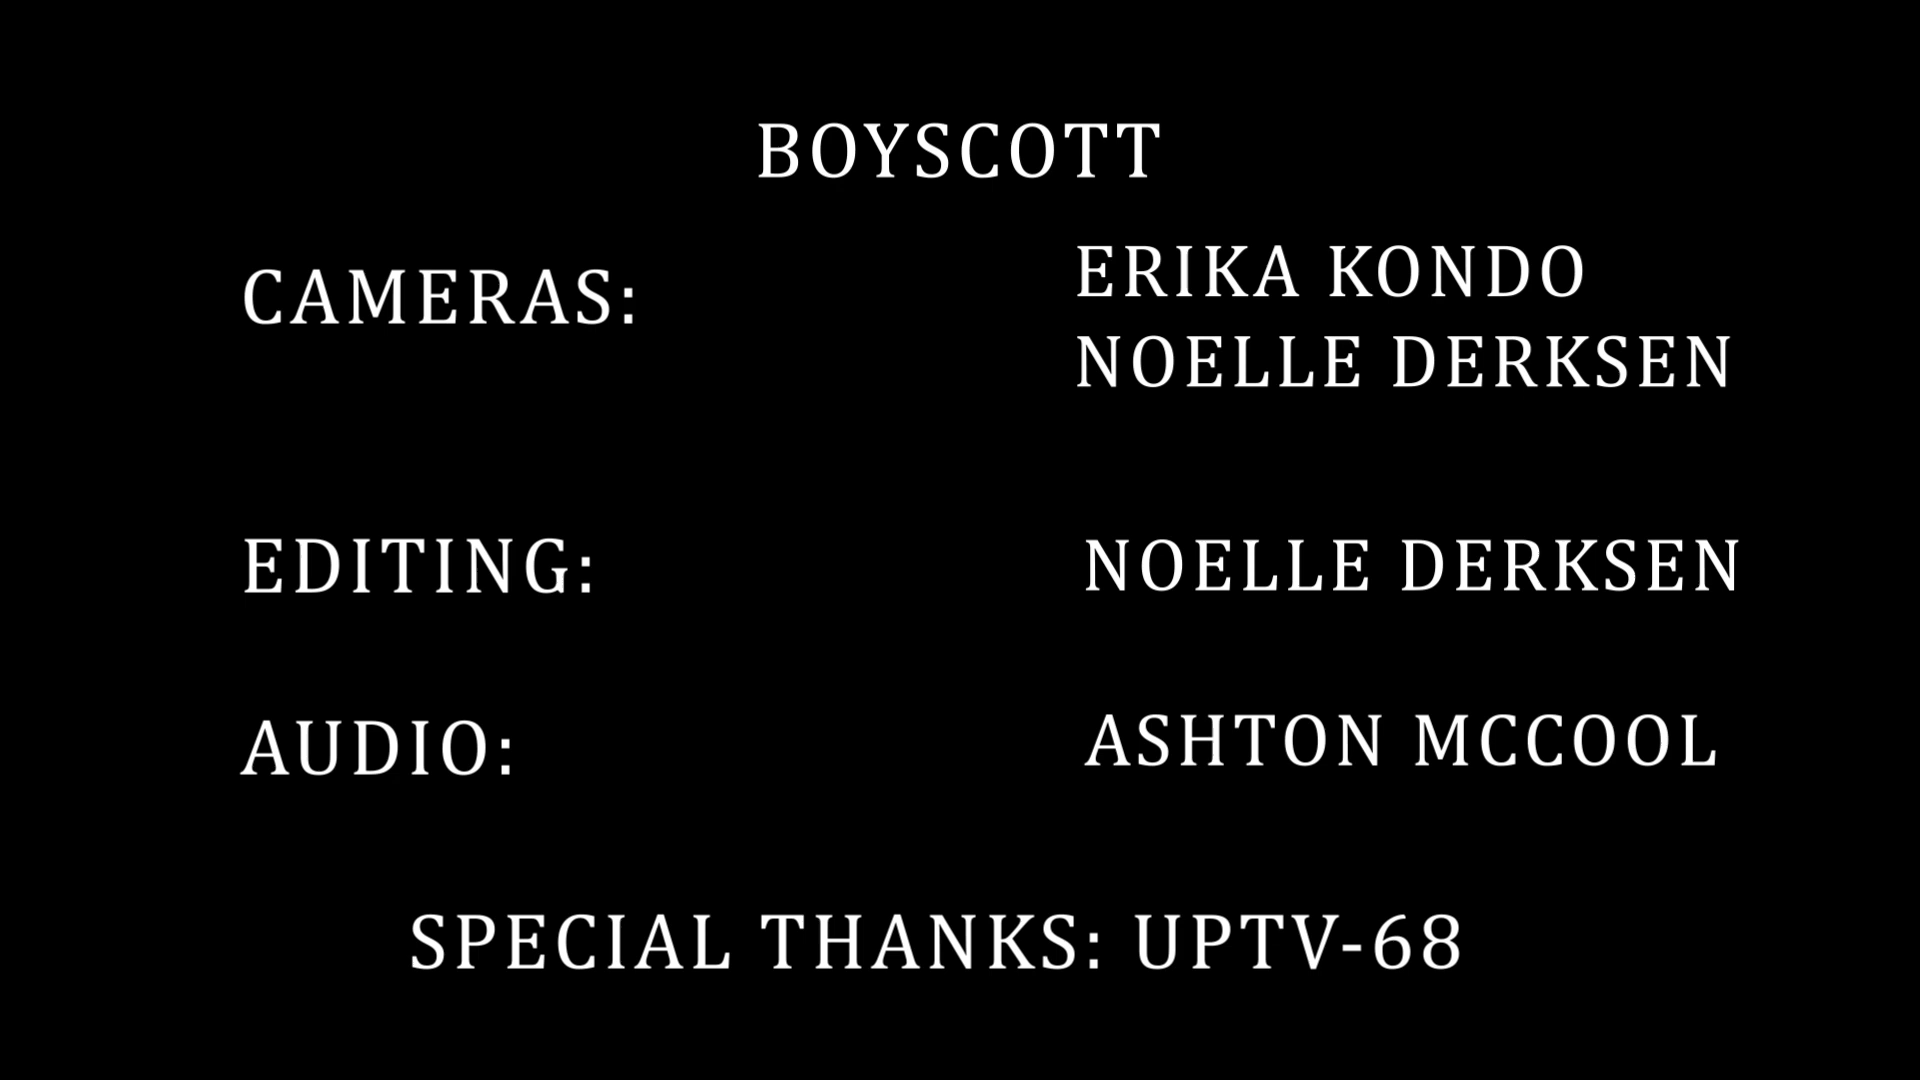 BOYSCOTT
CAMERAS:
ERIKA KONDO
NOELLE DERKSEN
EDITING:
NOELLE DERKSEN
AUDIO:
ASHTON MCCOOL
SPECIAL THANKS: UPTV-68